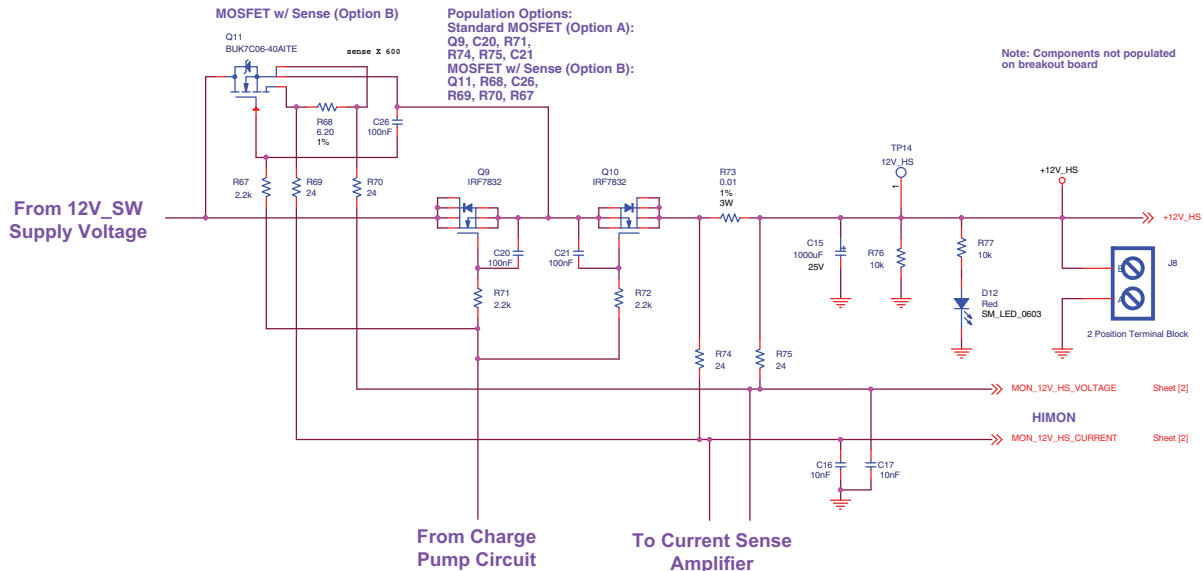 MOSFET w/ Sense (Option B)
Population Options:
Standard MOSFET (Option A):
Q9, C20, R71,
R74, R75, C21
MOSFET w/ Sense (Option B):
Q11, R68, C26,
R69, R70, R67
Note: Components not populated
on breakout board
Q11
BUK7C06-40AITE
sense X 600
R68
6.20
1%
C26
100nF
R67
2.2k
R69
24
R70
24
Q9
IRF7832
Q10
IRF7832
R73
0.01
1%
3W
TP14
12V_HS
1
+12V_HS
From 12V_SW
Supply Voltage
+12V_HS
C20
100nF
C21
100nF
C15
1000uF
25V
R76
10k
R77
10k
J8
B
A
R71
2.2k
R72
2.2k
D12
Red
SM_LED_0603
2 Position Terminal Block
R74
24
R75
24
MON_12V_HS_VOLTAGE
Sheet [2]
HIMON
MON_12V_HS_CURRENT
Sheet [2]
C16
10nF
C17
10nF
From Charge
Pump Circuit
To Current Sense
Amplifier